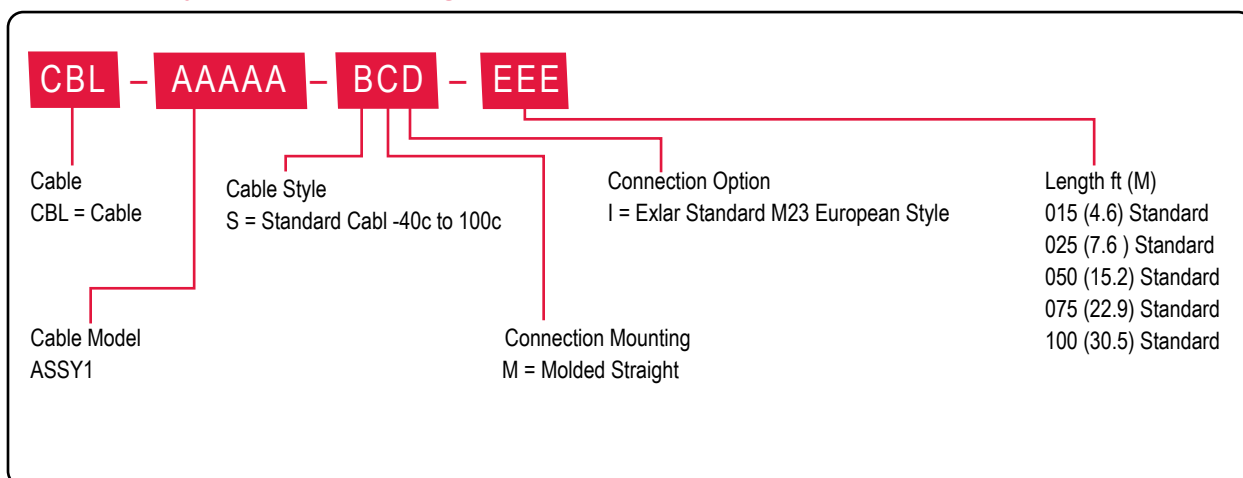 CBL – AAAAA – BCD – EEE
Cable
CBL = Cable
Cable Style
S = Standard Cabl -40c to 100c
Connection Option
I = Exlar Standard M23 European Style
Length ft (M)
015 (4.6) Standard
025 (7.6 ) Standard
050 (15.2) Standard
075 (22.9) Standard
100 (30.5) Standard
Cable Model
ASSY1
Connection Mounting
M = Molded Straight